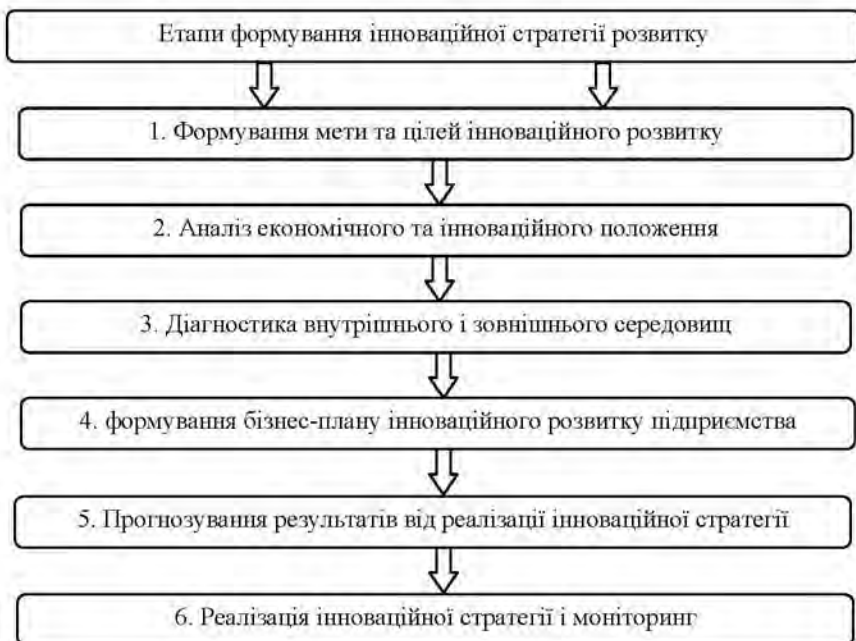 Етапи формування інноваційної стратегії розвитку
1. Формування мети та цілей інноваційного розвитку
2. Аналіз економічного та інноваційного положення
3. Діагностика внутрішнього і зовнішнього середовищ
4. формування бізнес-плану інноваційного розвитку підприємства
5. Прогнозування результатів від реалізації інноваційної стратегії
6. Реалізація інноваційної стратегії і моніторинг